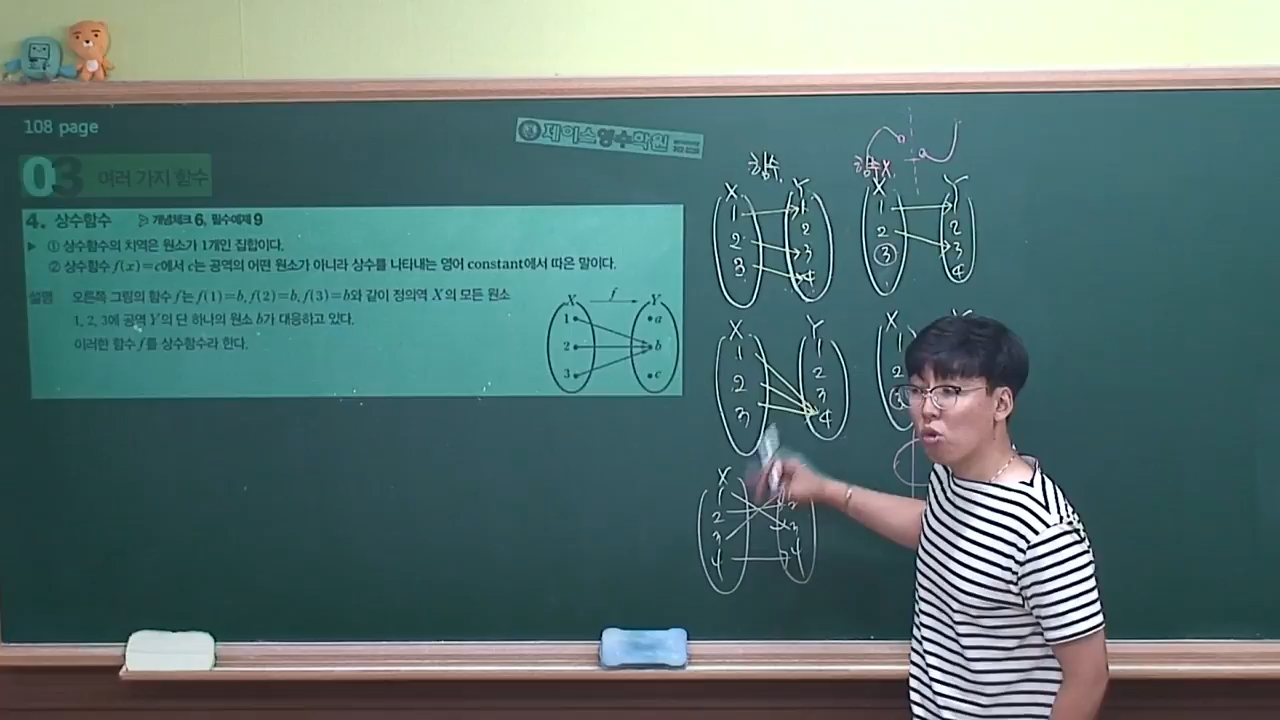 108 page
제이스영수학원
03 여러 가지 함수
4. 상수함수 ▷ 개념체크 6, 필수예제 9
▶ ① 상수함수의 치역은 원소가 1개인 집합이다.
② 상수함수 f(x)=c에서 c는 공역의 어떤 원소가 아니라 상수를 나타내는 영어 constant에서 따온 말이다.
설명 오른쪽 그림의 함수 f는 f(1)=b, f(2)=b, f(3)=b와 같이 정의역 X의 모든 원소
1, 2, 3에 공역 Y의 단 하나의 원소 b가 대응하고 있다.
이러한 함수 f를 상수함수라 한다.
X f Y
1 a
2 b
3 c
함수
X Y
1 1
2 2
3 3
4
함수X
X Y
1 1
2 2
3 3
4
X Y
1 1
2 2
3 3
4
X
1
2
3
X
1
2 2
3 3
4 4